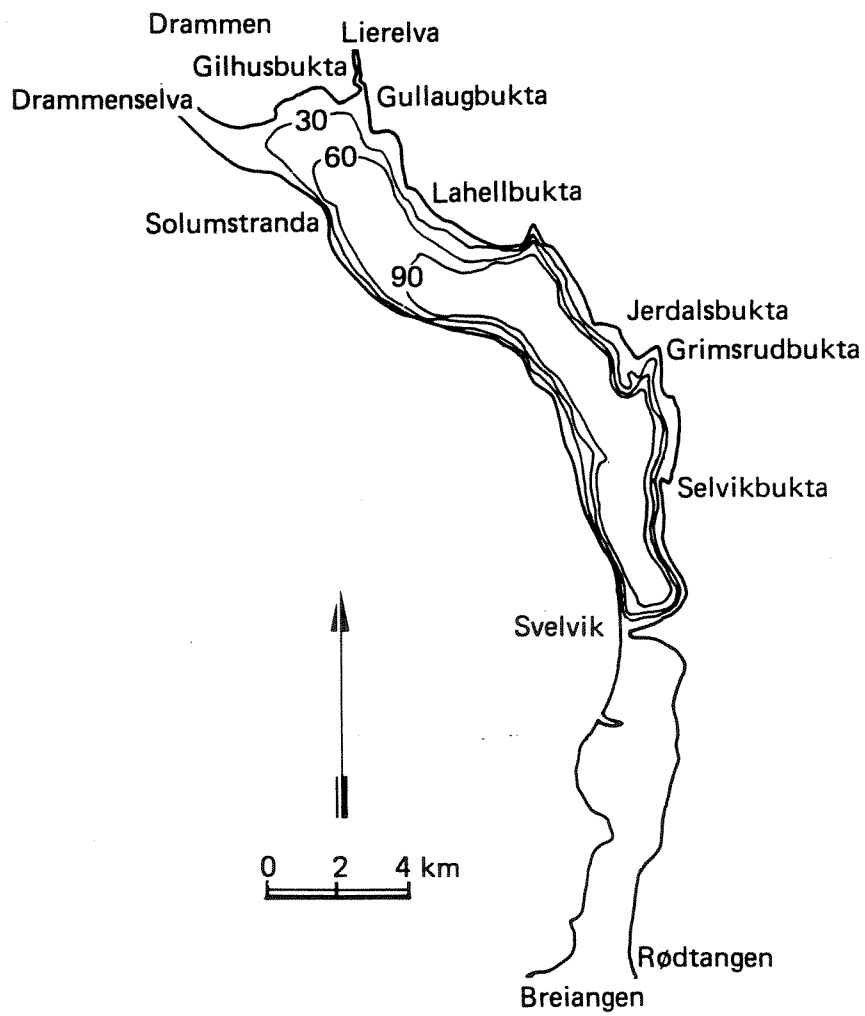 Drammen
Lierelva
Gilhusbukta
Drammenselva
Gullaugbukta
30
60
Lahellbukta
Solumstranda
90
Jerdalsbukta
Grimsrudbukta
Selvikbukta
Svelvik
0 2 4 km
Rødtangen
Breiangen